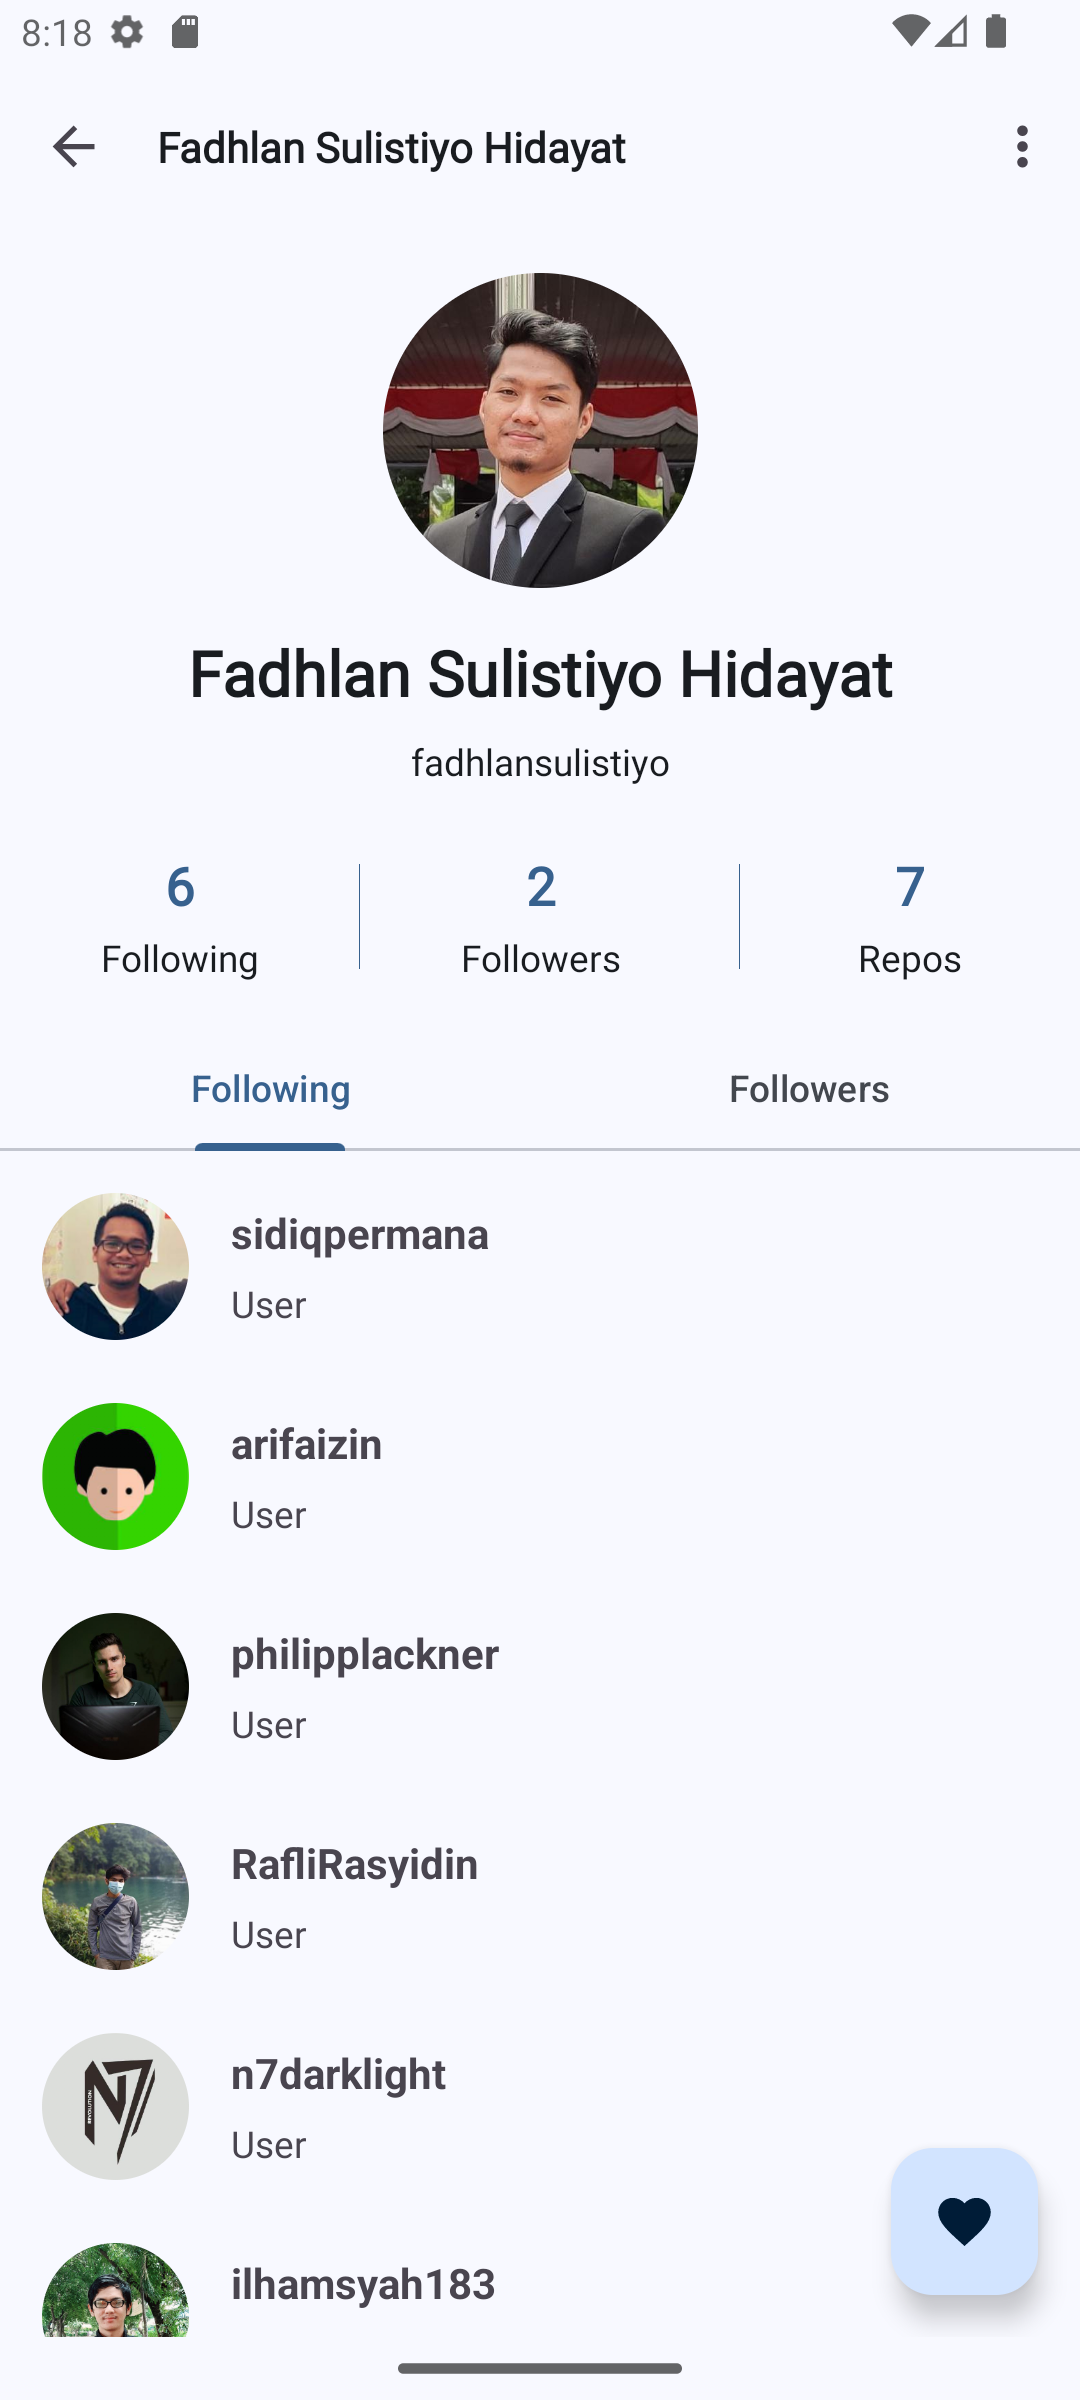 8:18
Fadhlan Sulistiyo Hidayat
Fadhlan Sulistiyo Hidayat
fadhlansulistiyo
6
2
7
Following
Followers
Repos
Following
Followers
sidiqpermana
User
arifaizin
User
philipplackner
User
RafliRasyidin
User
N7
n7darklight
User
ilhamsyah183